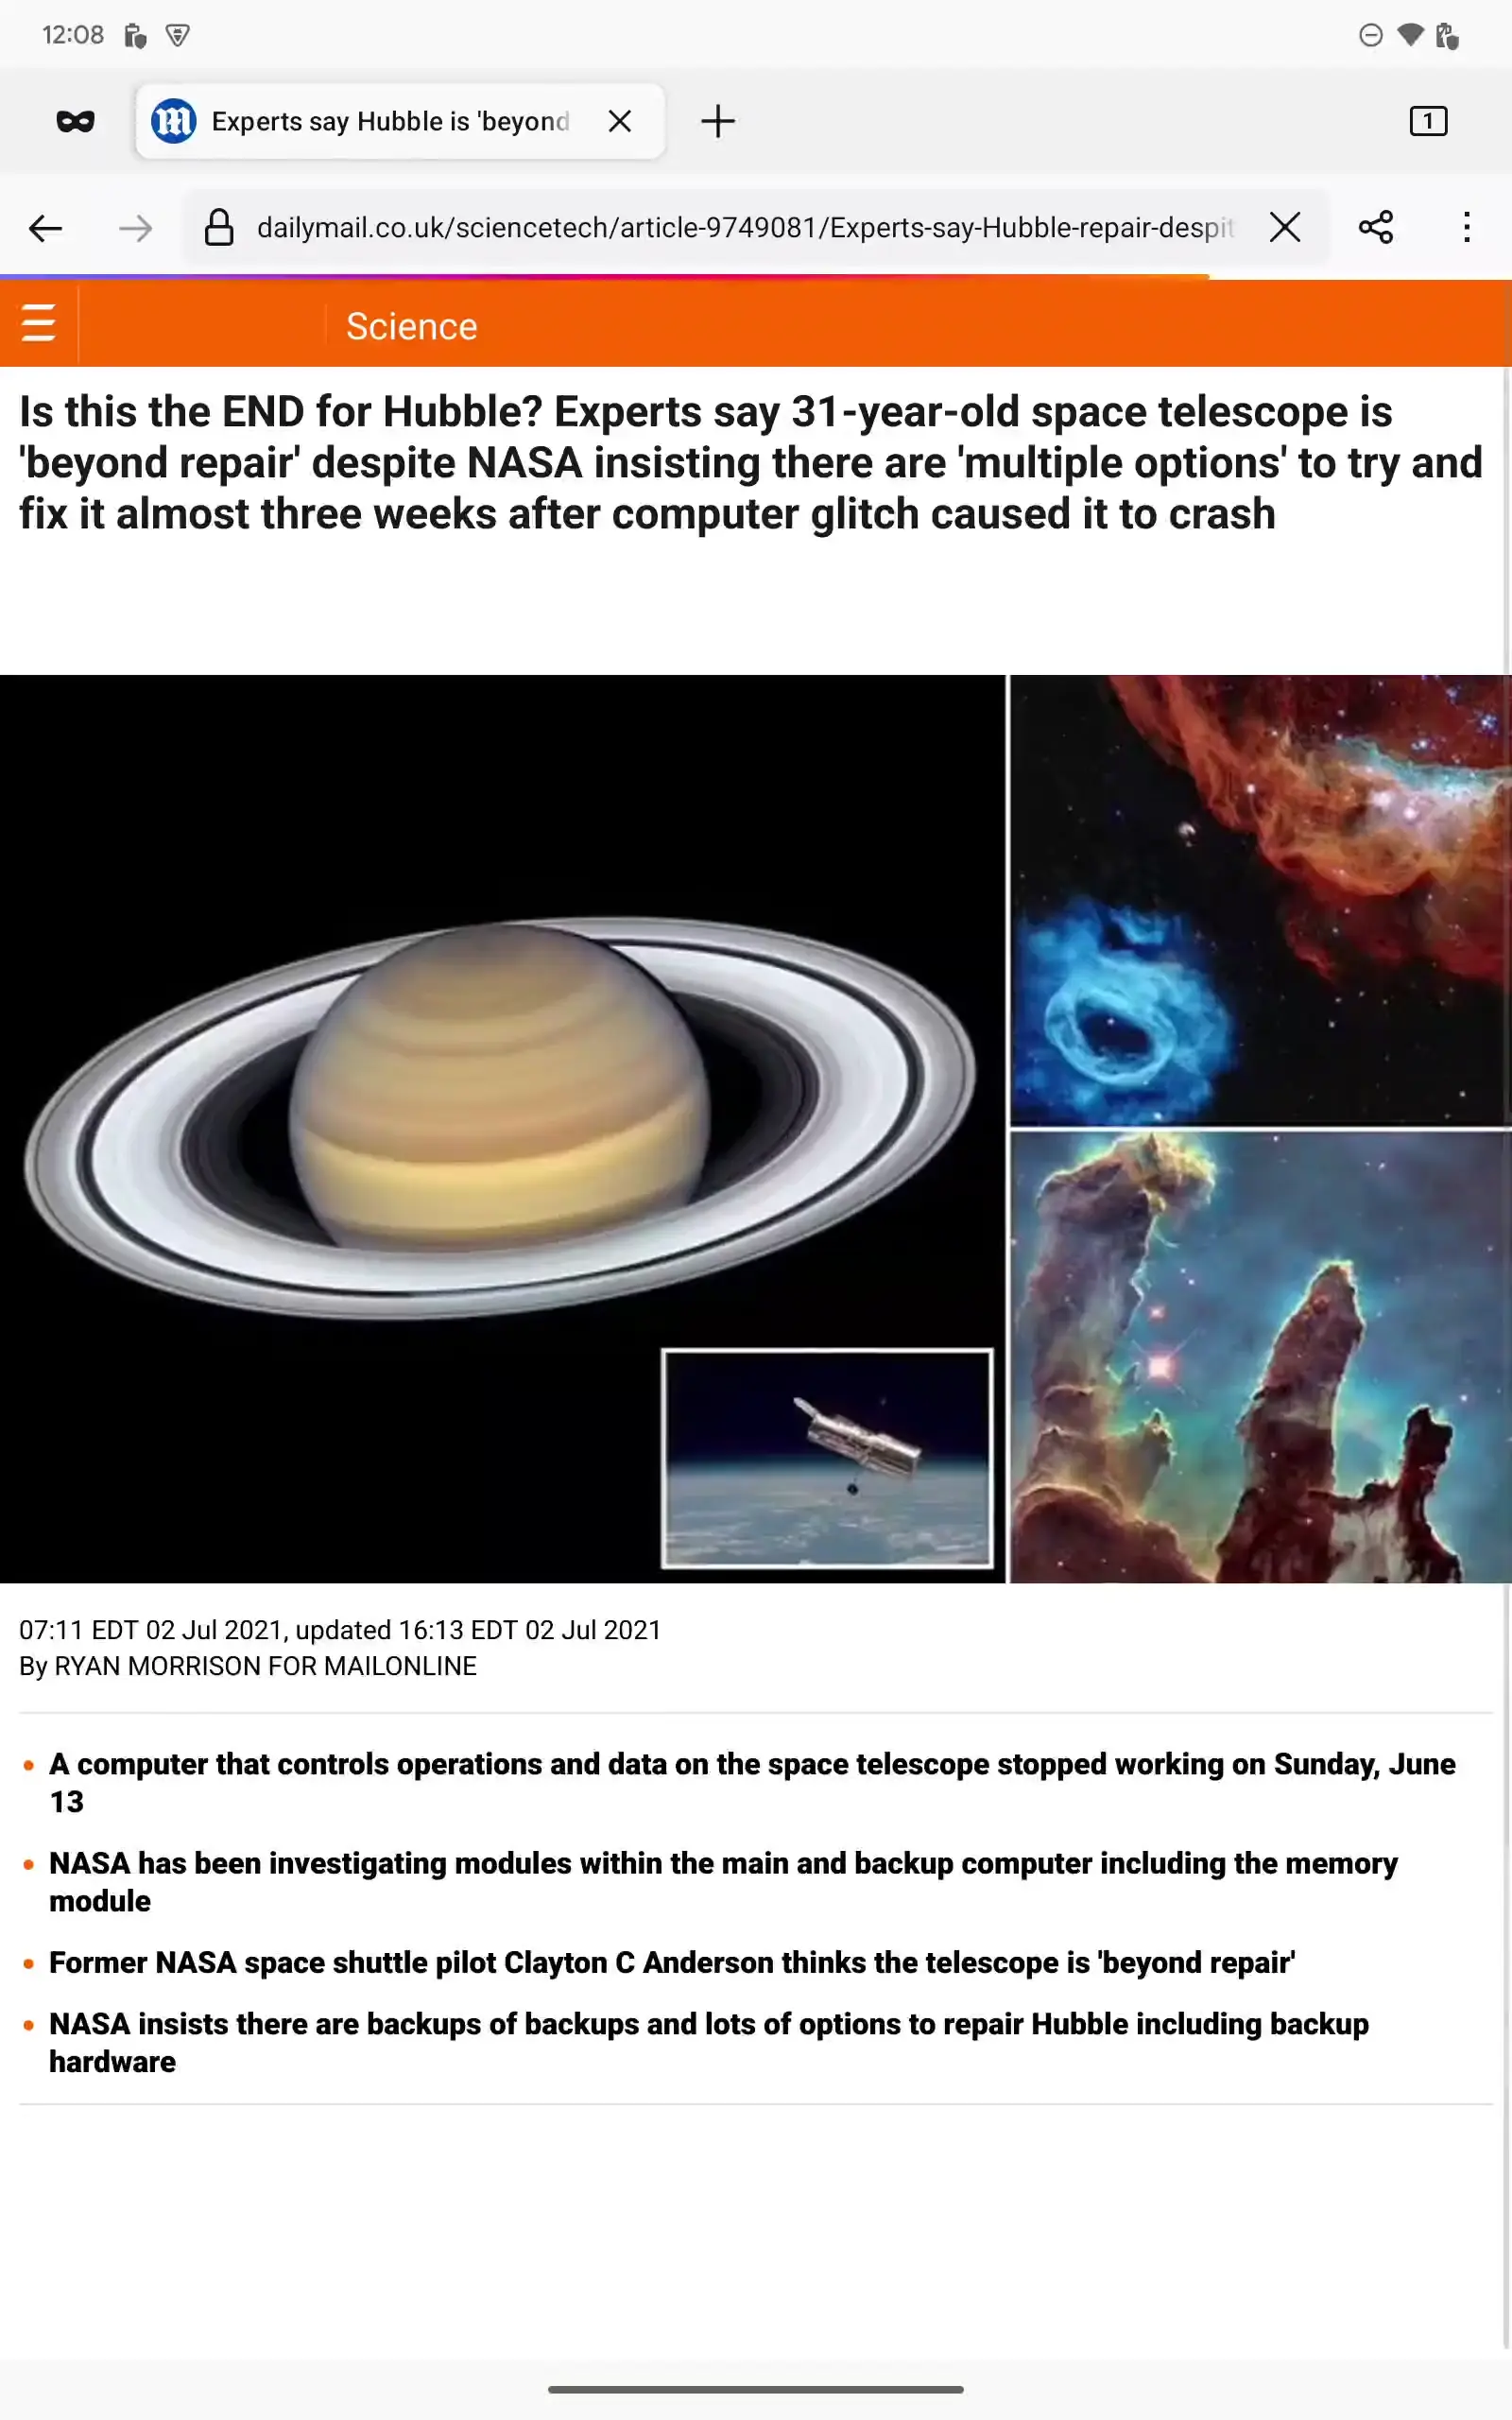 12:08
Experts say Hubble is 'beyond
1
dailymail.co.uk/sciencetech/article-9749081/Experts-say-Hubble-repair-despit
Science
Is this the END for Hubble? Experts say 31-year-old space telescope is
'beyond repair' despite NASA insisting there are 'multiple options' to try and
fix it almost three weeks after computer glitch caused it to crash
07:11 EDT 02 Jul 2021, updated 16:13 EDT 02 Jul 2021
By RYAN MORRISON FOR MAILONLINE
• A computer that controls operations and data on the space telescope stopped working on Sunday, June
13
• NASA has been investigating modules within the main and backup computer including the memory
module
• Former NASA space shuttle pilot Clayton C Anderson thinks the telescope is 'beyond repair'
• NASA insists there are backups of backups and lots of options to repair Hubble including backup
hardware